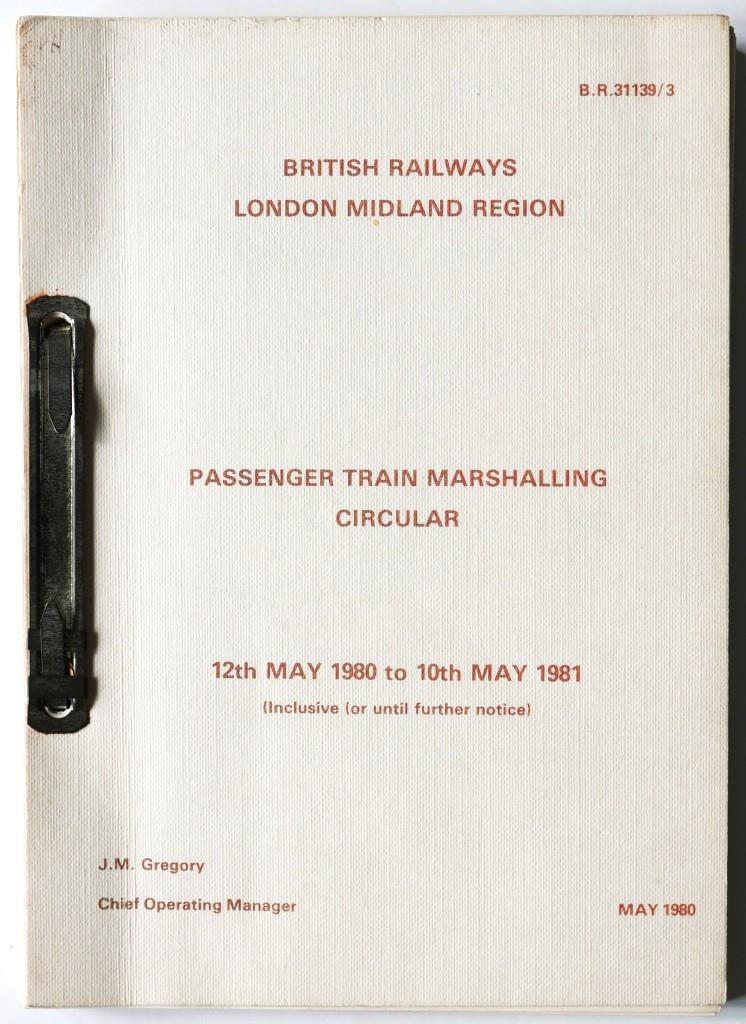 B.R.31139/3
BRITISH RAILWAYS
LONDON MIDLAND REGION
PASSENGER TRAIN MARSHALLING
CIRCULAR
12th MAY 1980 to 10th MAY 1981
(Inclusive (or until further notice)
J.M. Gregory
Chief Operating Manager
MAY 1980